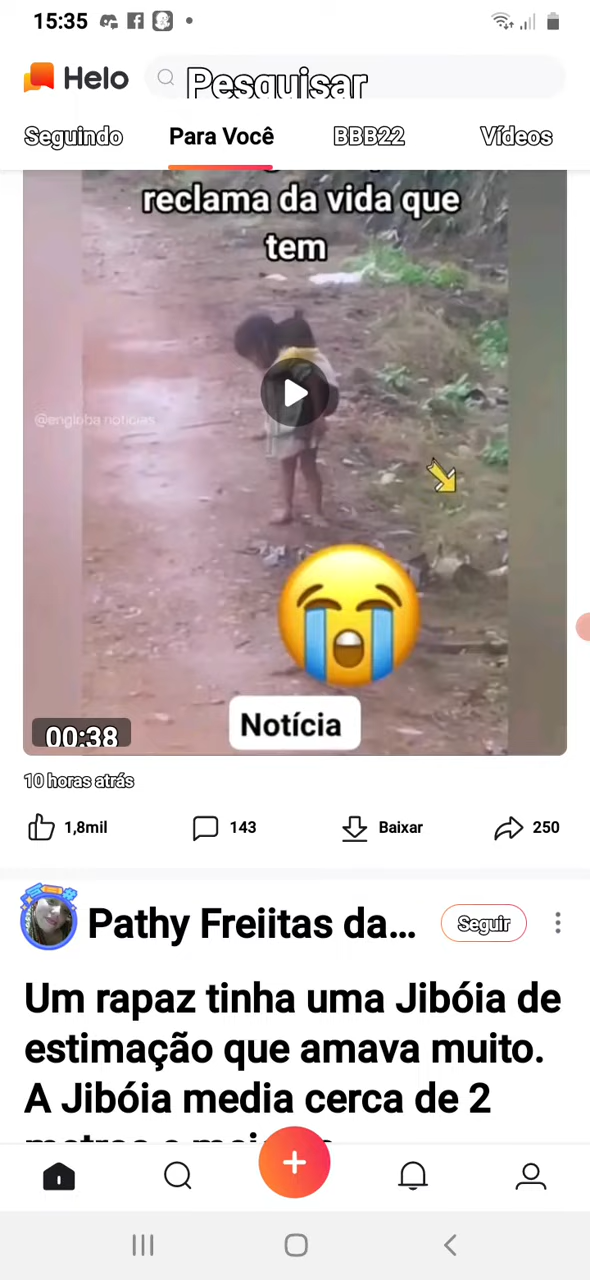 15:35
Helo
Pesquisar
Seguindo
Para Você
BBB22
Vídeos
reclama da vida que
tem
@engloba notícias
00:38
Notícia
10 horas atrás
1,8mil
143
Baixar
250
Pathy Freiitas da...
Seguir
Um rapaz tinha uma Jibóia de
estimação que amava muito.
A Jibóia media cerca de 2